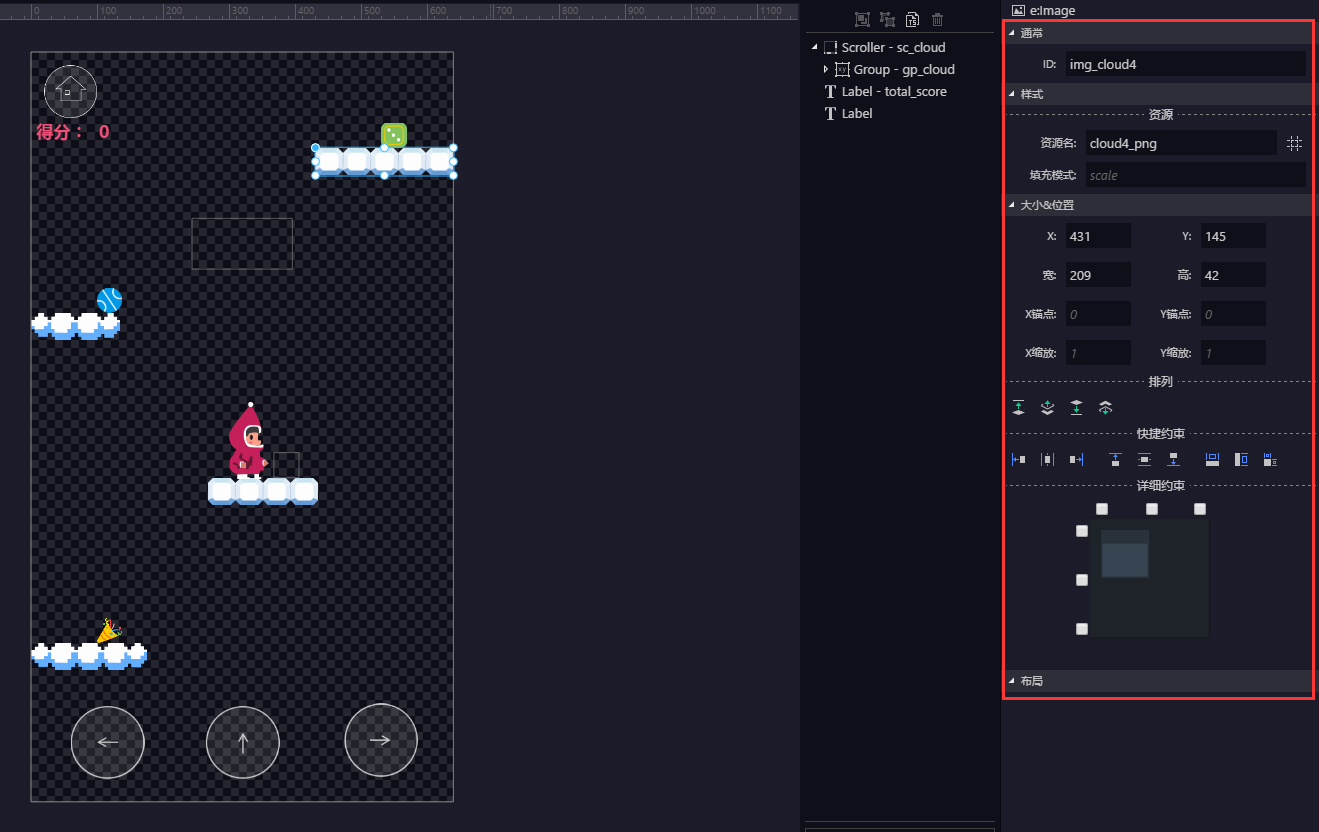 0 100 200 300 400 500 600 700 800 900 1000 1100
得分： 0
Scroller - sc_cloud
Group - gp_cloud
Label - total_score
Label
e:Image
通常
ID: img_cloud4
样式
资源
资源名: cloud4_png
填充模式: scale
大小&位置
X: 431 Y: 145
宽: 209 高: 42
X锚点: 0 Y锚点: 0
X缩放: 1 Y缩放: 1
排列
快捷约束
详细约束
布局